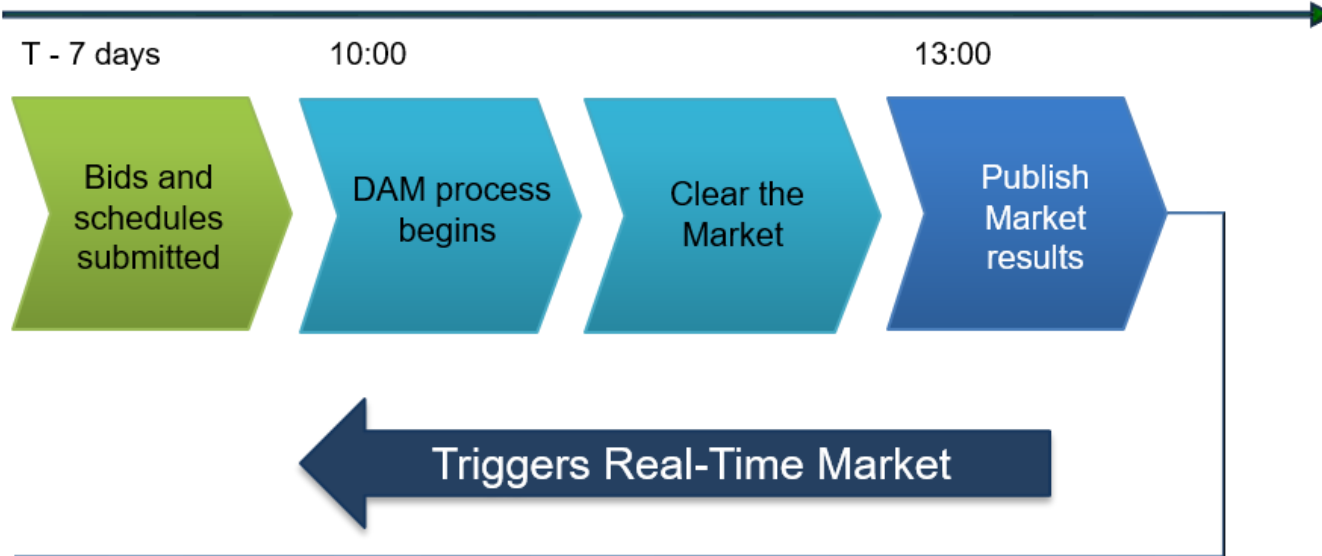 T - 7 days
10:00
13:00
Bids and
schedules
submitted
DAM process
begins
Clear the
Market
Publish
Market
results
Triggers Real-Time Market